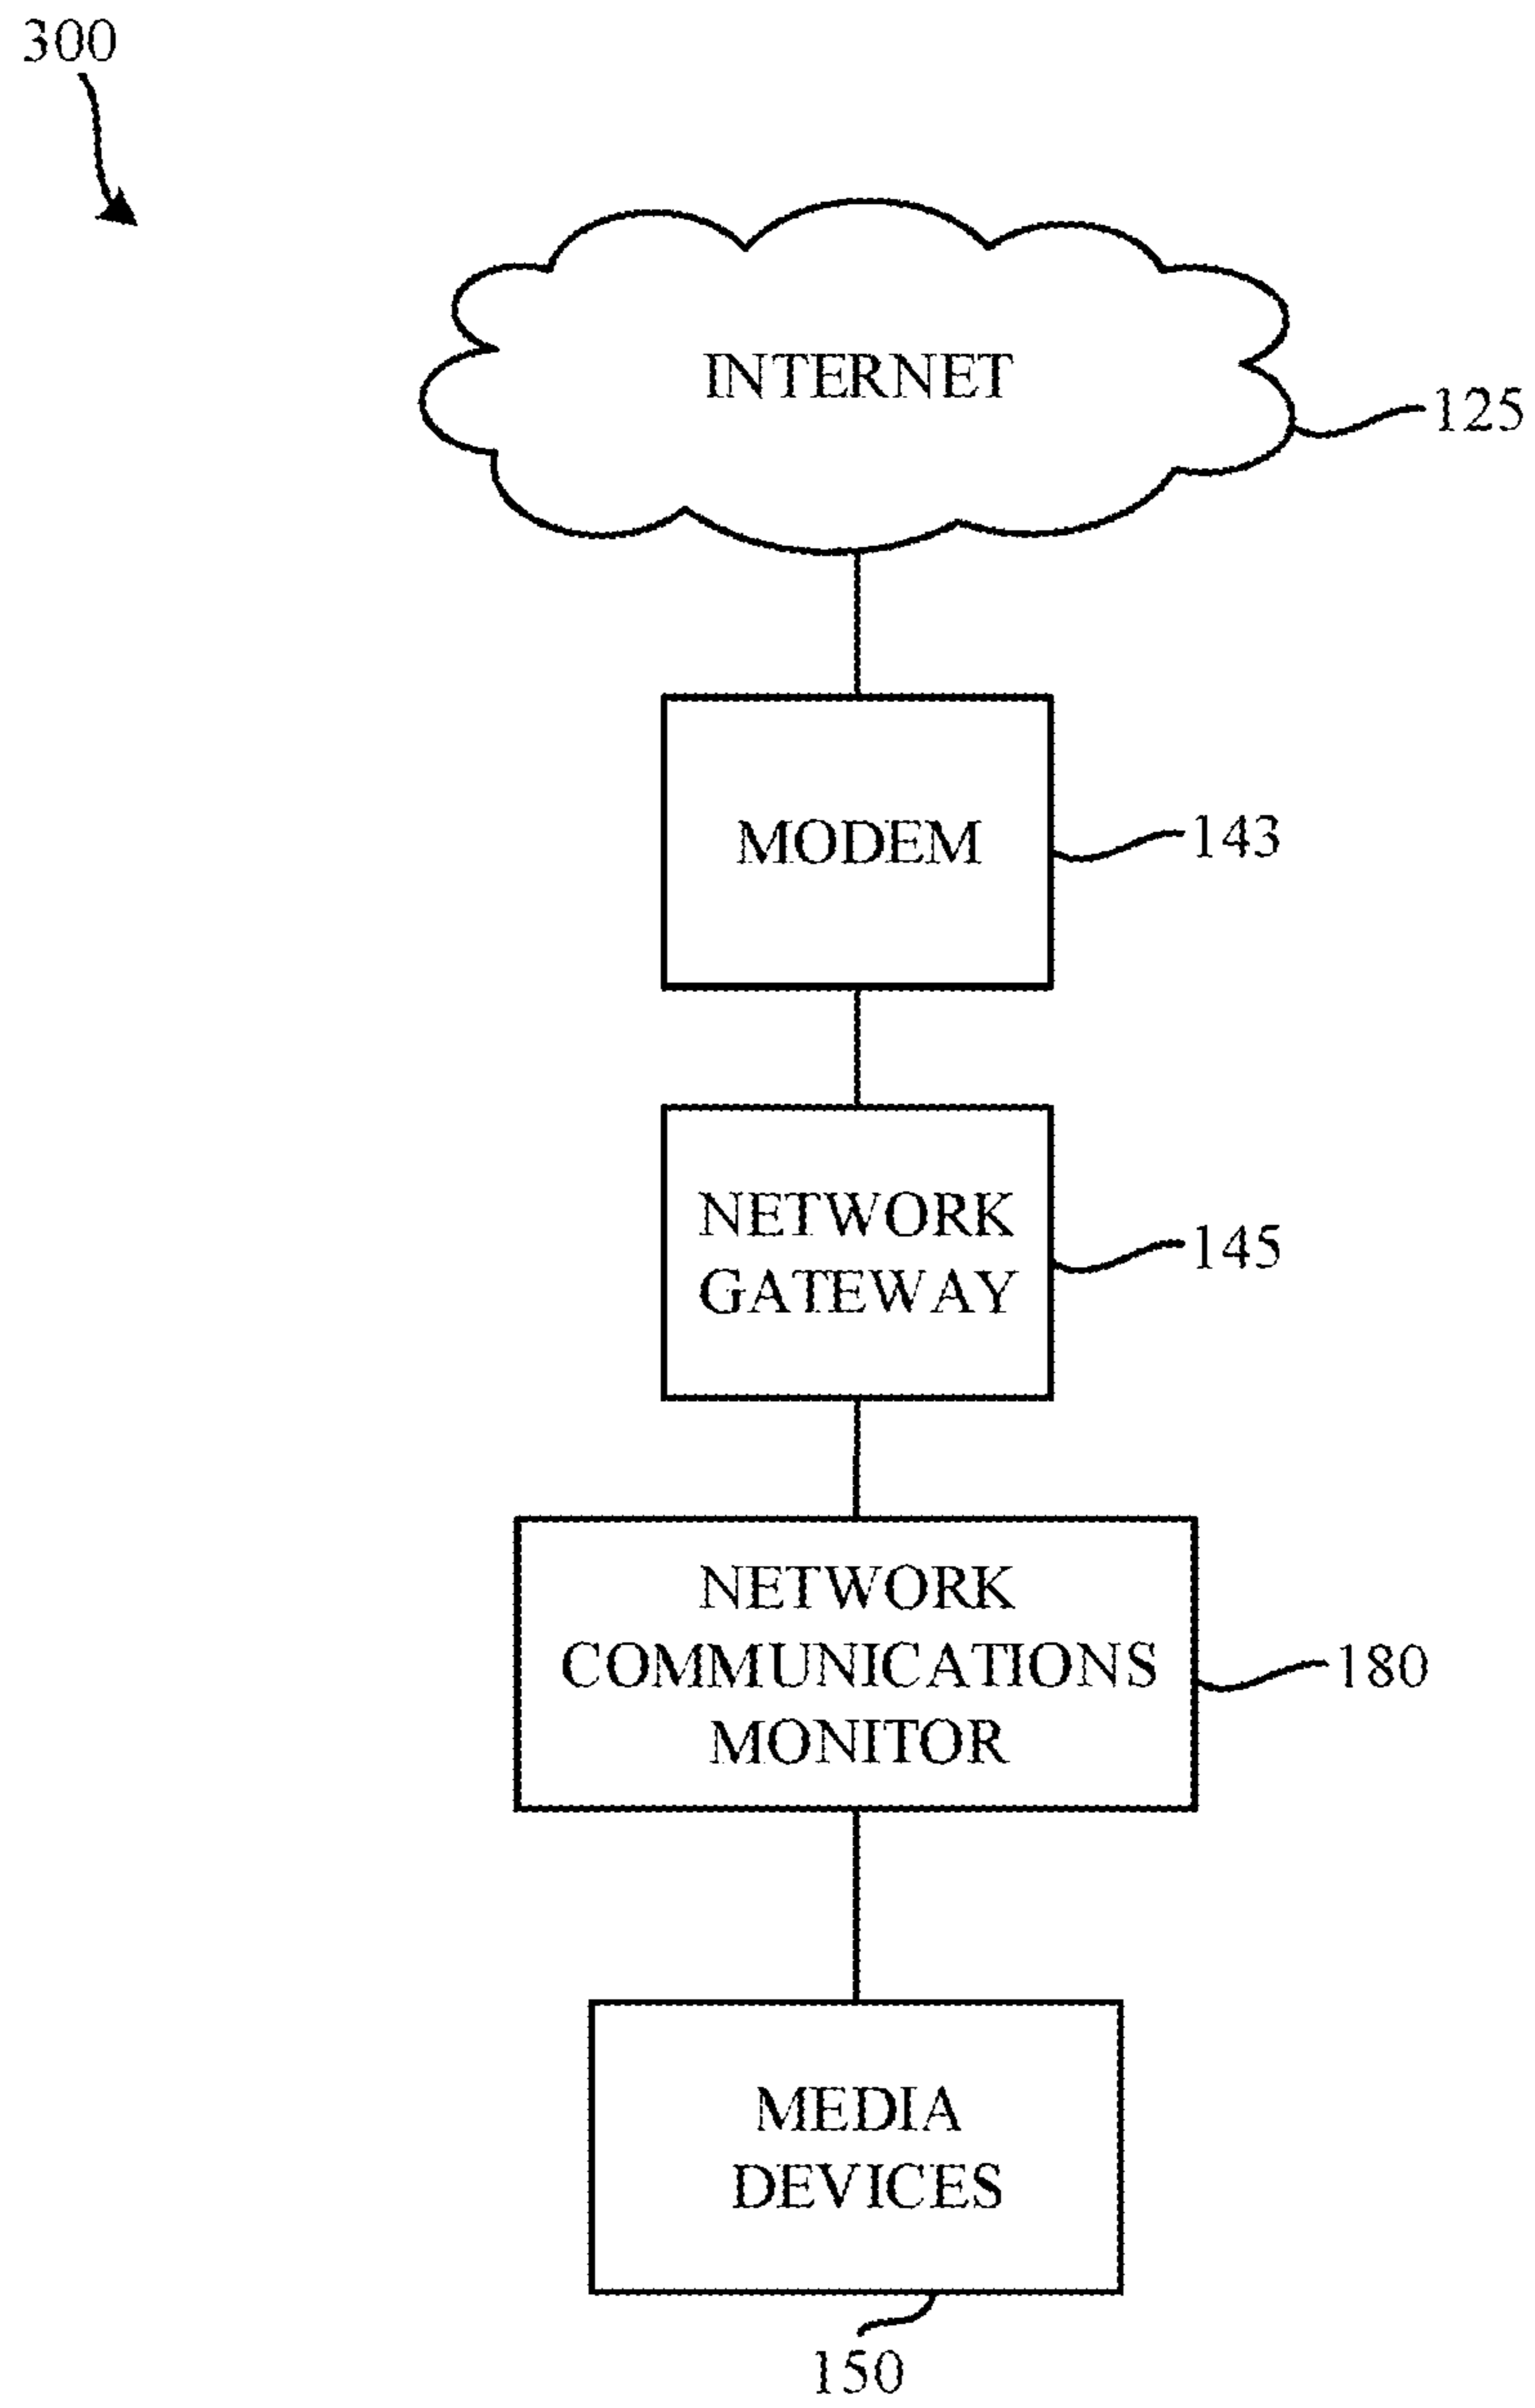 300
INTERNET
125
MODEM
143
NETWORK
GATEWAY
145
NETWORK
COMMUNICATIONS
MONITOR
180
MEDIA
DEVICES
150